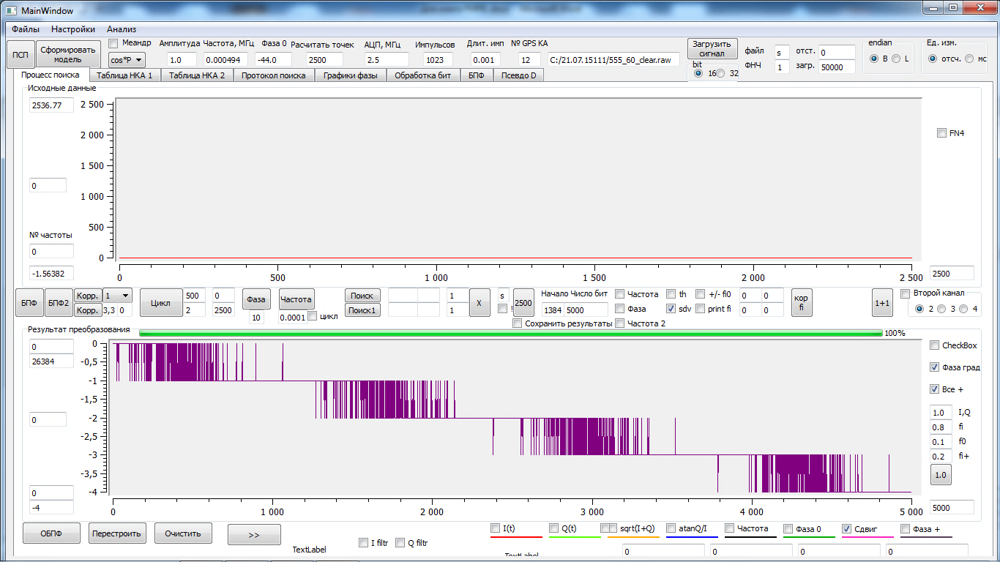 MainWindow
Файлы Настройки Анализ
ПСП Сформировать модель Меандр cos*P
Амплитуда Частота, МГц Фаза 0 Расчитать точек АЦП, МГц Импульсов Длит. имп № GPS КА
1.0 0.000494 -44.0 2500 2.5 1023 0.001 12 C:/21.07.15111/555_60_clear.raw
Загрузить сигнал
bit 16 32
файл s отст. 0
ФНЧ 1 загр. 50000
endian B L
Ед. изм. отсч. мс
Процесс поиска Таблица НКА 1 Таблица НКА 2 Протокол поиска Графики фазы Обработка бит БПФ Псевдо D
Исходные данные
2536.77
0
№ частоты
0
-1.56382
2 500
2 000
1 500
1 000
500
0
0 500 1 000 1 500 2 000 2 500
FN4
2500
БПФ БПФ2 Корр. 1
Корр. 3,3 0
Цикл 500 0
2 2500
Фаза 10
Частота 0.0001 цикл
Поиск
Поиск1
1
1
X s ! 2500
Начало Число бит
1384 5000
Сохранить результаты
Частота th +/- fi0 0 0
Фаза sdv print fi 0 0
Частота 2
кор fi
1+1
Второй канал
2 3 4
Результат преобразования 100%
0
26384
0
0
-4
0
-0,5
-1
-1,5
-2
-2,5
-3
-3,5
-4
0 1 000 2 000 3 000 4 000 5 000
CheckBox
Фаза град
Все +
1.0 I,Q
0.8 fi
0.1 f0
0.2 fi+
1.0
5000
ОБПФ Перестроить Очистить >>
TextLabel
I filtr Q filtr
I(t) Q(t) sqrt(I+Q) atanQ/I Частота Фаза 0 Сдвиг Фаза +
TextLabel
0 0 0 0